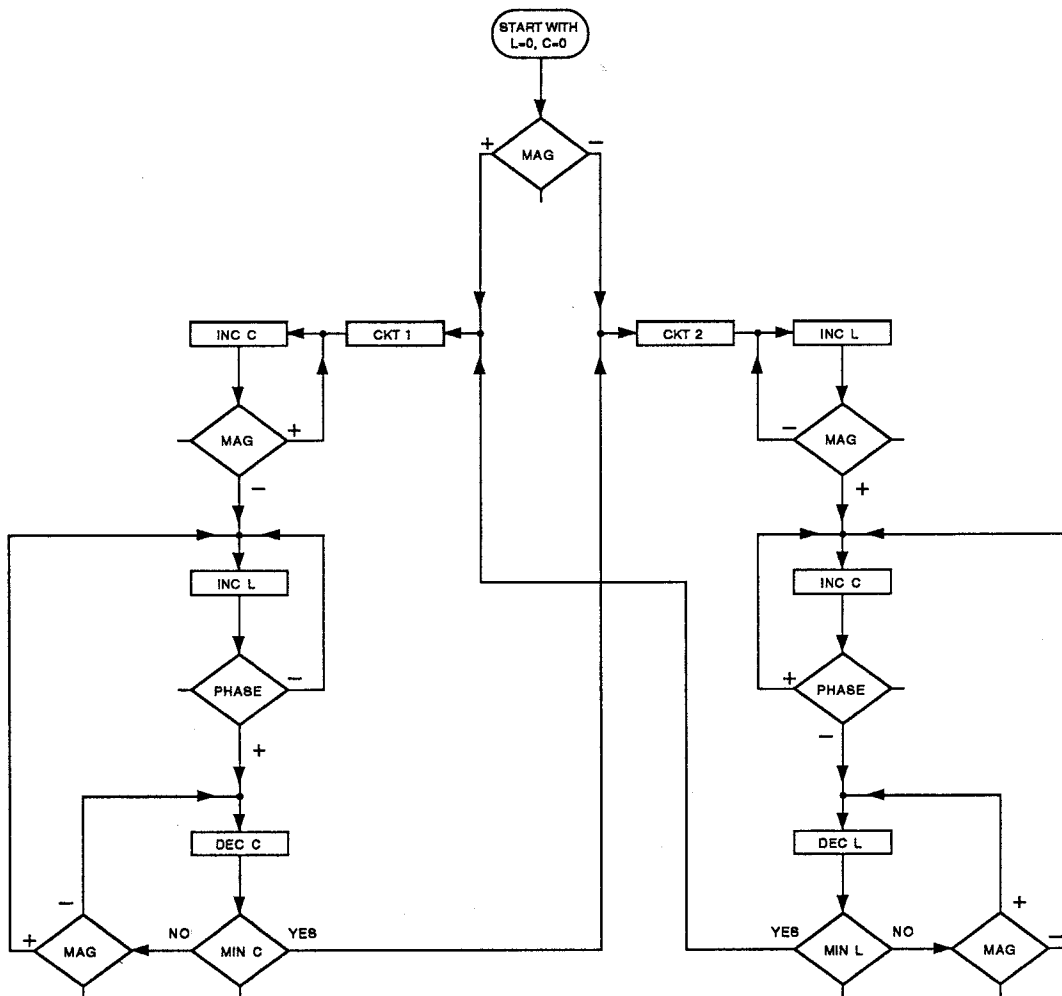 START WITH
L=0, C=0
+ MAG −
INC C
CKT 1
CKT 2
INC L
MAG +
−
− MAG
+
INC L
INC C
PHASE −
+
+ PHASE
−
DEC C
DEC L
−
+
+ MAG
NO
MIN C
YES
YES
MIN L
NO
MAG −